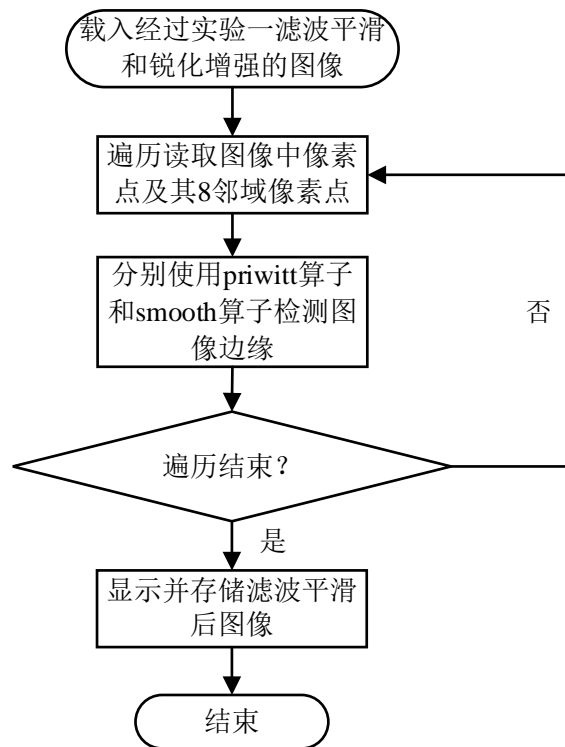 载入经过实验一滤波平滑
和锐化增强的图像
遍历读取图像中像素
点及其8邻域像素点
分别使用priwitt算子
和smooth算子检测图
像边缘
否
遍历结束？
是
显示并存储滤波平滑
后图像
结束